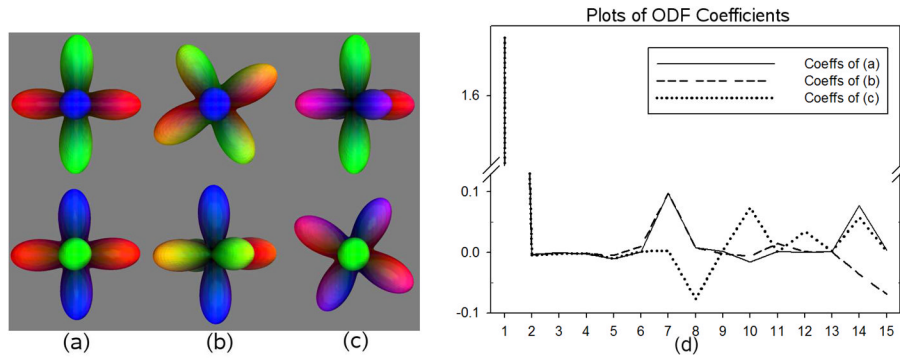 Plots of ODF Coefficients
Coeffs of (a)
Coeffs of (b)
Coeffs of (c)
1.6
0.1
0.0
-0.1
1 2 3 4 5 6 7 8 9 10 11 12 13 14 15
(a) (b) (c) (d)